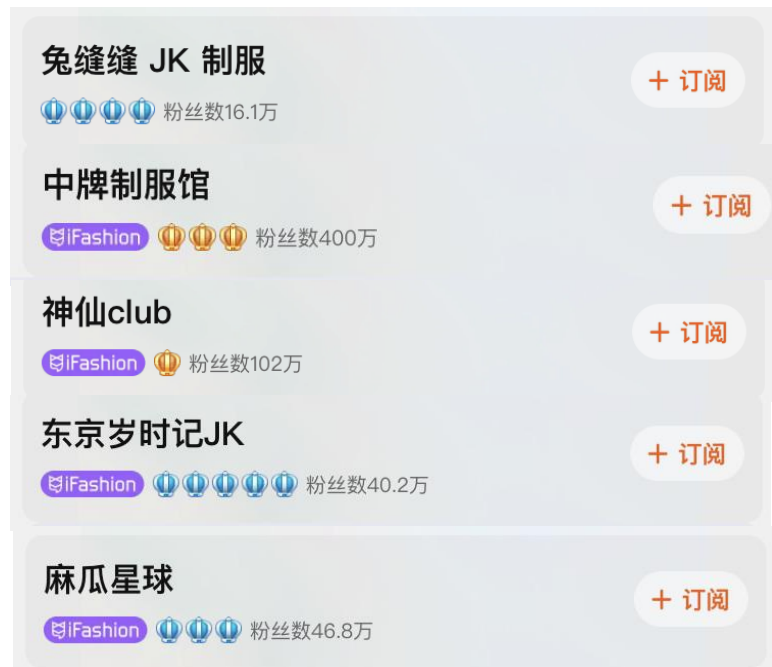 兔缝缝 JK 制服
+ 订阅
粉丝数16.1万
中牌制服馆
+ 订阅
iFashion 粉丝数400万
神仙club
+ 订阅
iFashion 粉丝数102万
东京岁时记JK
+ 订阅
iFashion 粉丝数40.2万
麻瓜星球
+ 订阅
iFashion 粉丝数46.8万